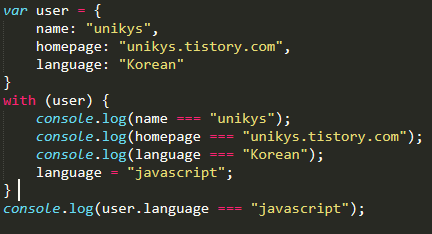 var user = {
    name: "unikys",
    homepage: "unikys.tistory.com",
    language: "Korean"
}
with (user) {
    console.log(name === "unikys");
    console.log(homepage === "unikys.tistory.com");
    console.log(language === "Korean");
    language = "javascript";
}
console.log(user.language === "javascript");